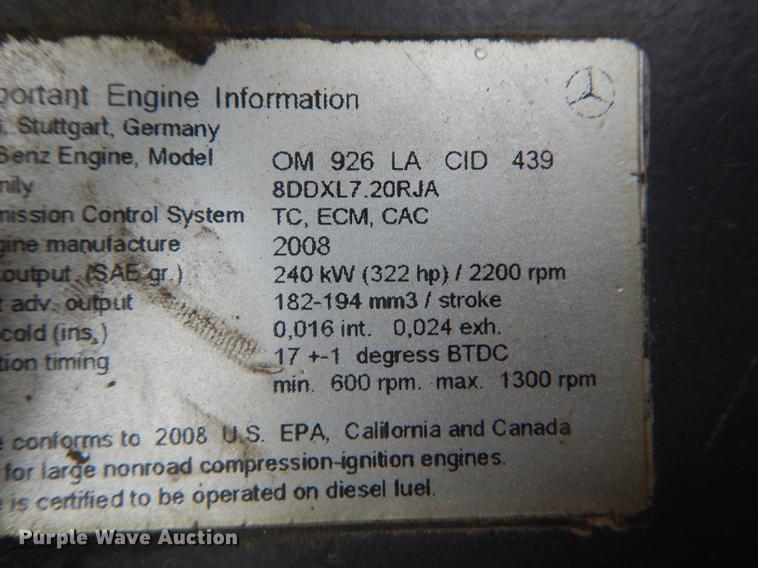 portant Engine Information
, Stuttgart, Germany
Benz Engine, Model OM 926 LA CID 439
mily 8DDXL7.20RJA
mission Control System TC, ECM, CAC
gine manufacture 2008
output (SAE gr.) 240 kW (322 hp) / 2200 rpm
t adv. output 182-194 mm3 / stroke
cold (ins.) 0,016 int. 0,024 exh.
tion timing 17 +-1 degress BTDC
min. 600 rpm. max. 1300 rpm
e conforms to 2008 U.S. EPA, California and Canada
for large nonroad compression-ignition engines.
e is certified to be operated on diesel fuel.
Purple Wave Auction